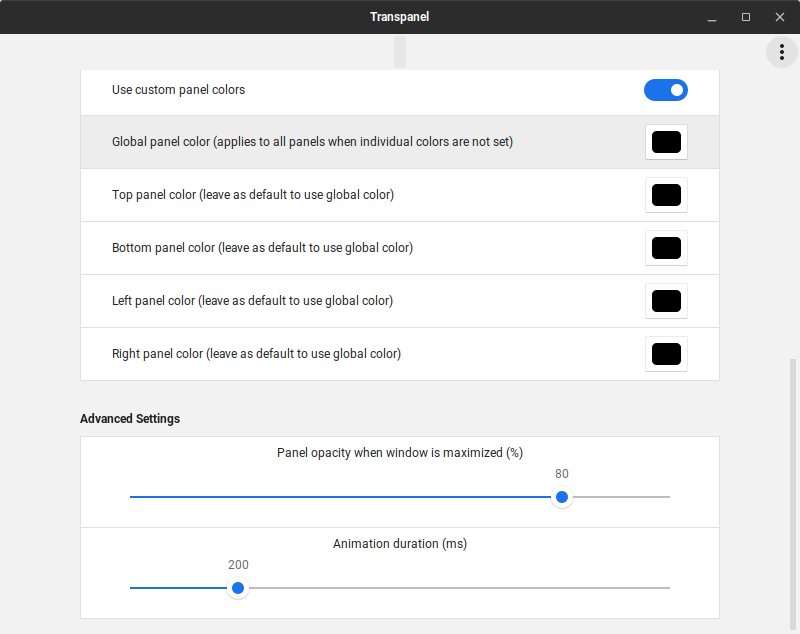 Transpanel
Use custom panel colors
Global panel color (applies to all panels when individual colors are not set)
Top panel color (leave as default to use global color)
Bottom panel color (leave as default to use global color)
Left panel color (leave as default to use global color)
Right panel color (leave as default to use global color)
Advanced Settings
Panel opacity when window is maximized (%)
80
Animation duration (ms)
200